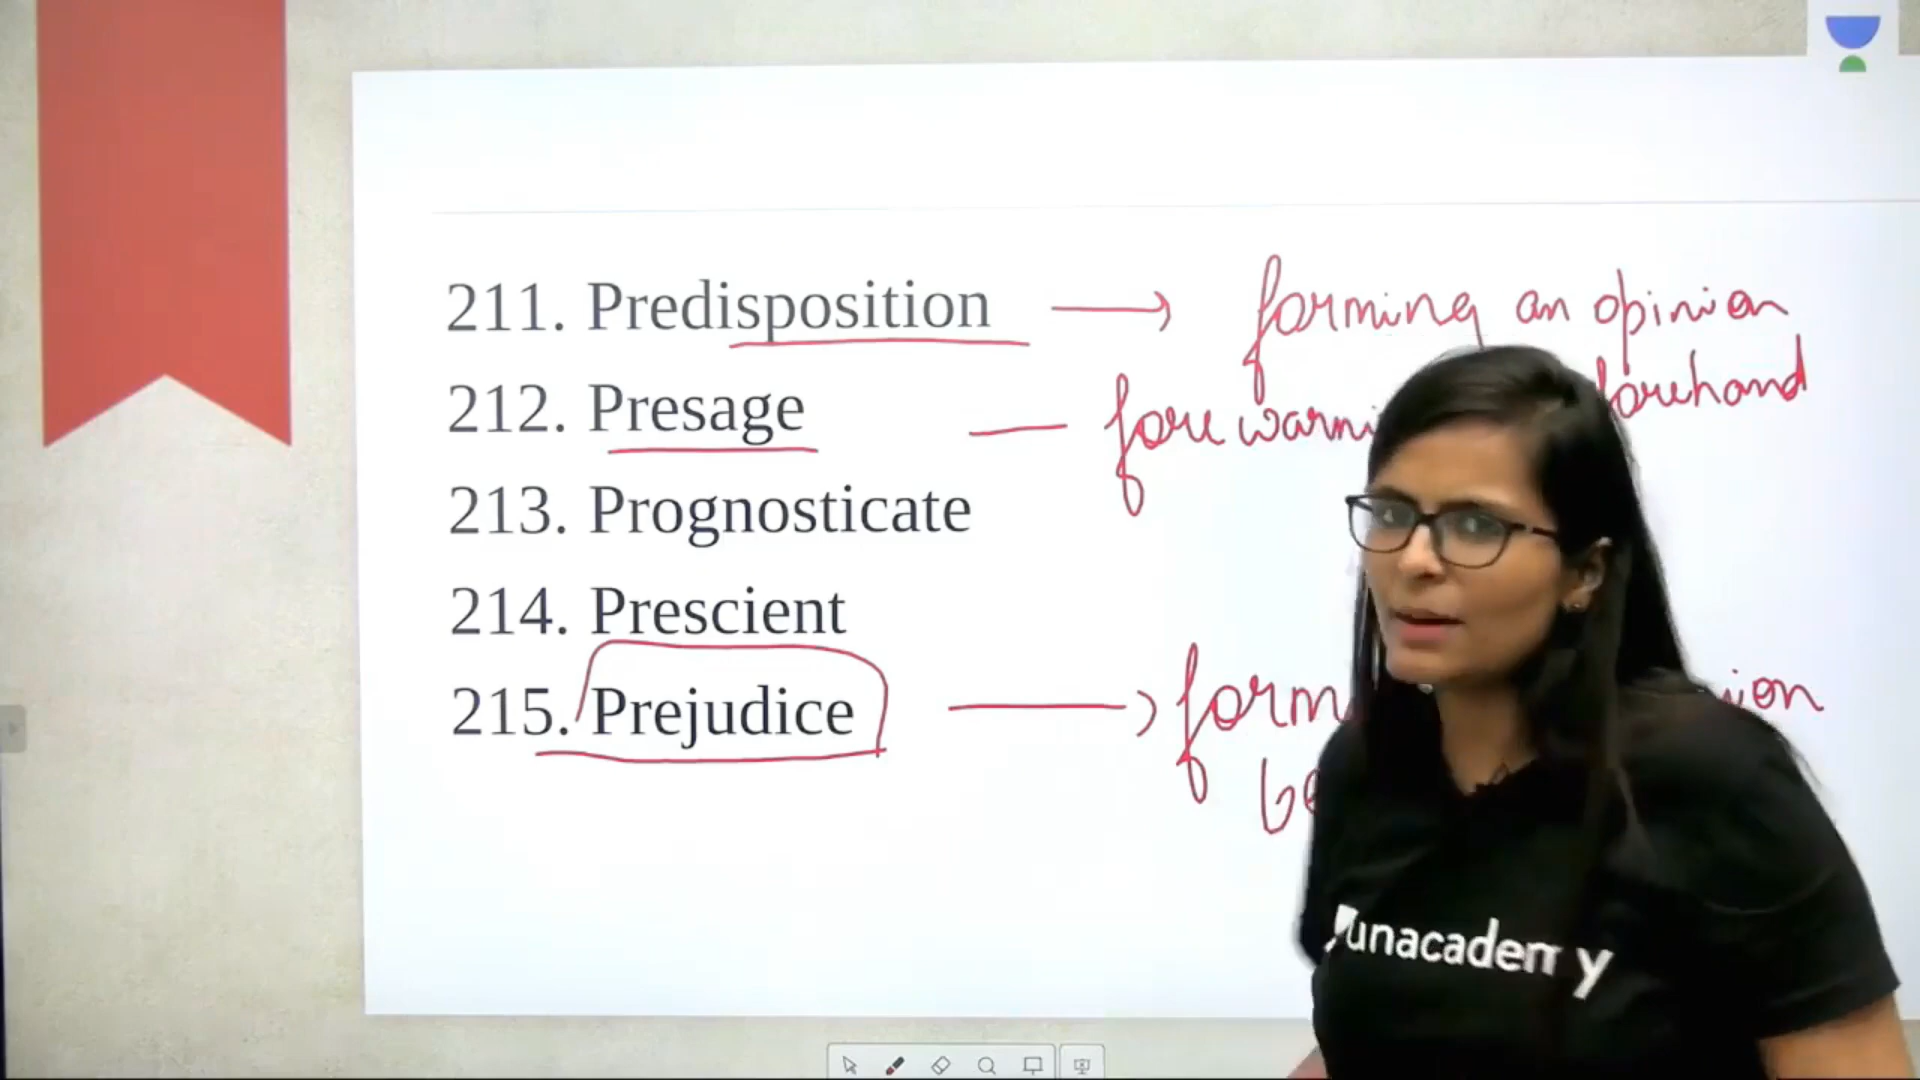 211. Predisposition → forming an opinion
forehand
212. Presage — fore warni
213. Prognosticate
214. Prescient
215. Prejudice → form ion
be
unacademy